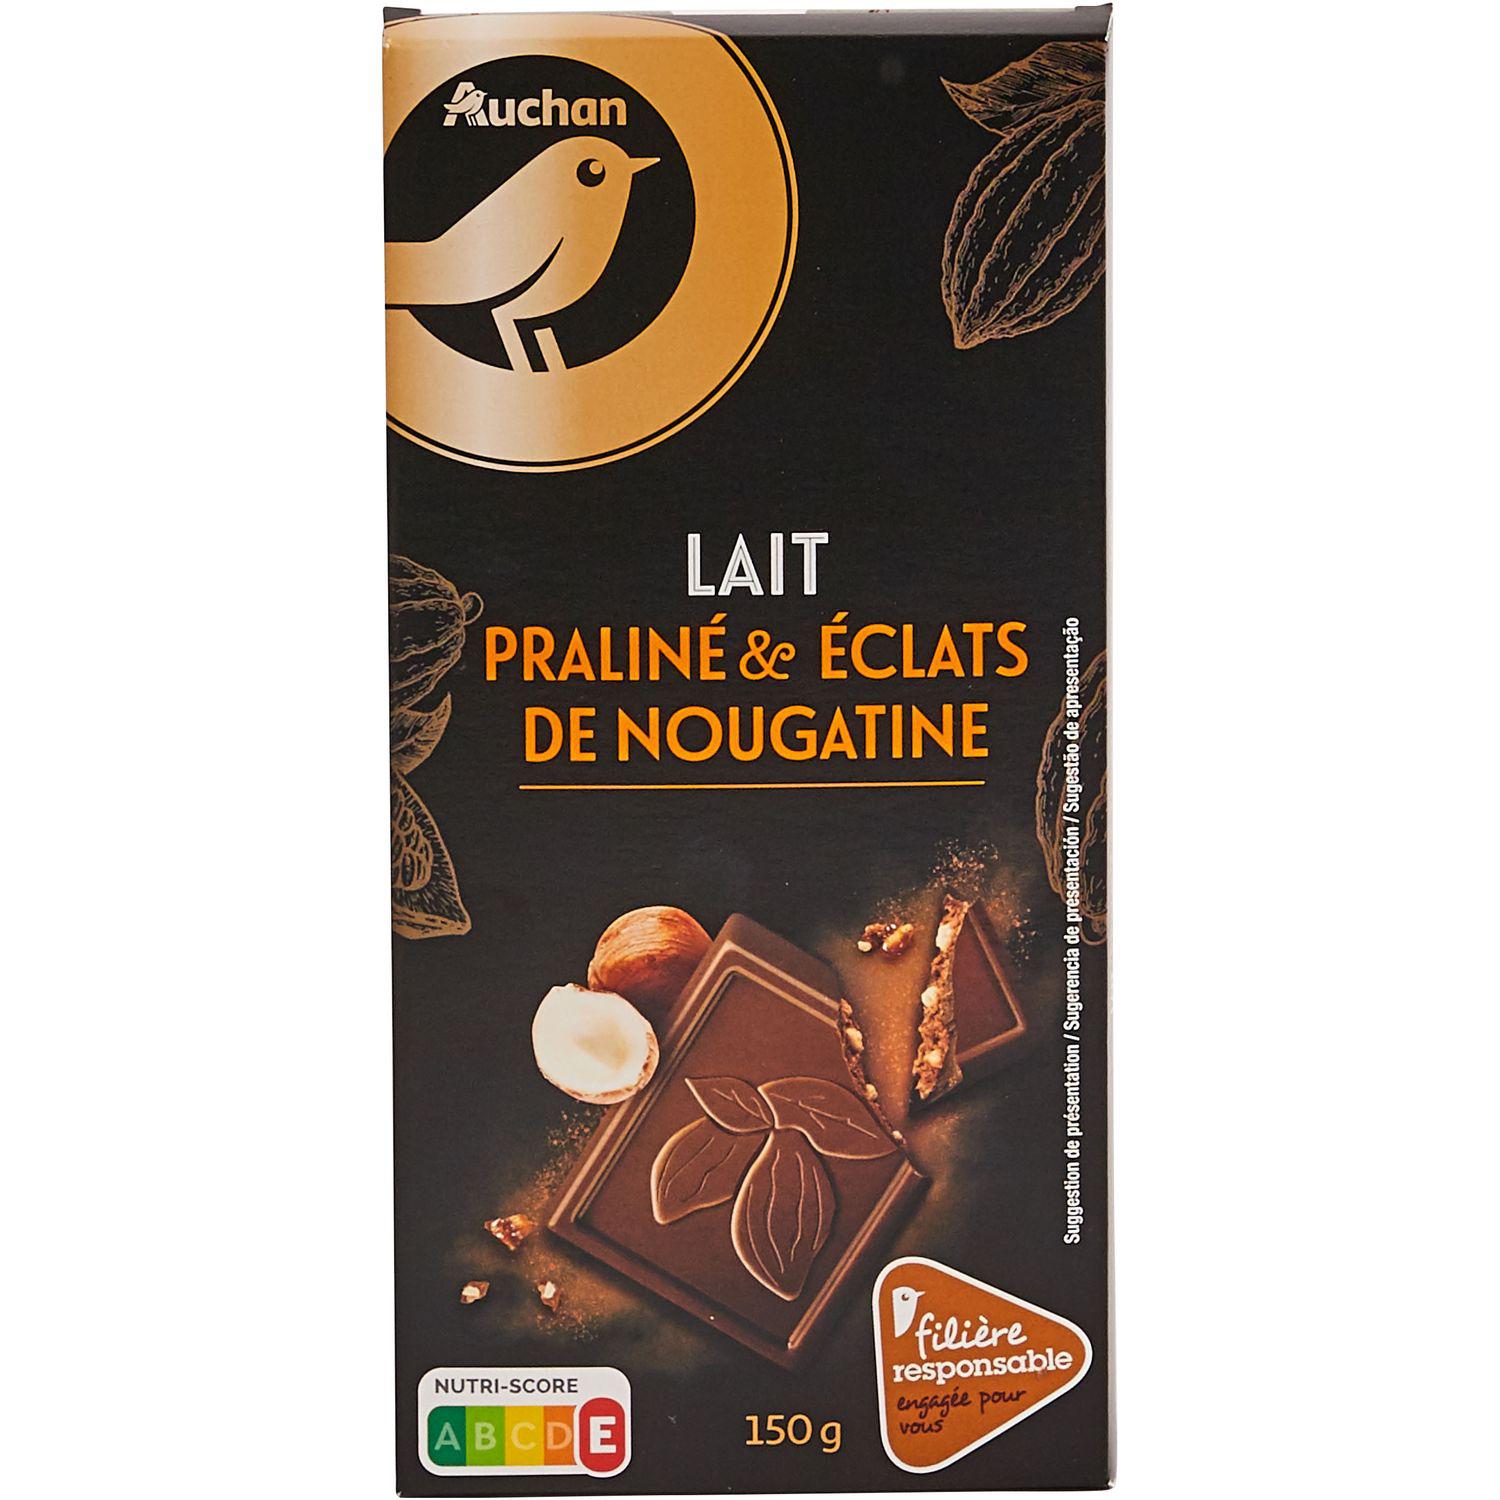 Auchan
LAIT
PRALINÉ & ÉCLATS
DE NOUGATINE
Suggestion de présentation / Sugerencia de presentación / Sugestão de apresentação
filière
responsable
engagée pour
vous
NUTRI-SCORE
A B C D E
150 g